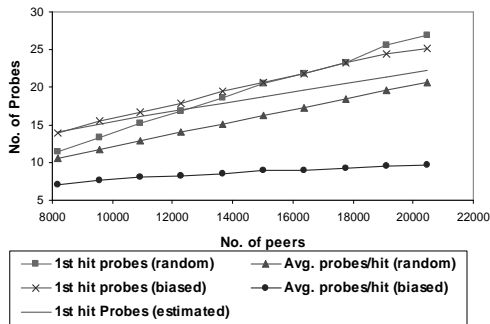 30
25
20
15
10
5
No. of Probes
8000 10000 12000 14000 16000 18000 20000 22000
No. of peers
1st hit probes (random) Avg. probes/hit (random)
1st hit probes (biased) Avg. probes/hit (biased)
1st hit Probes (estimated)